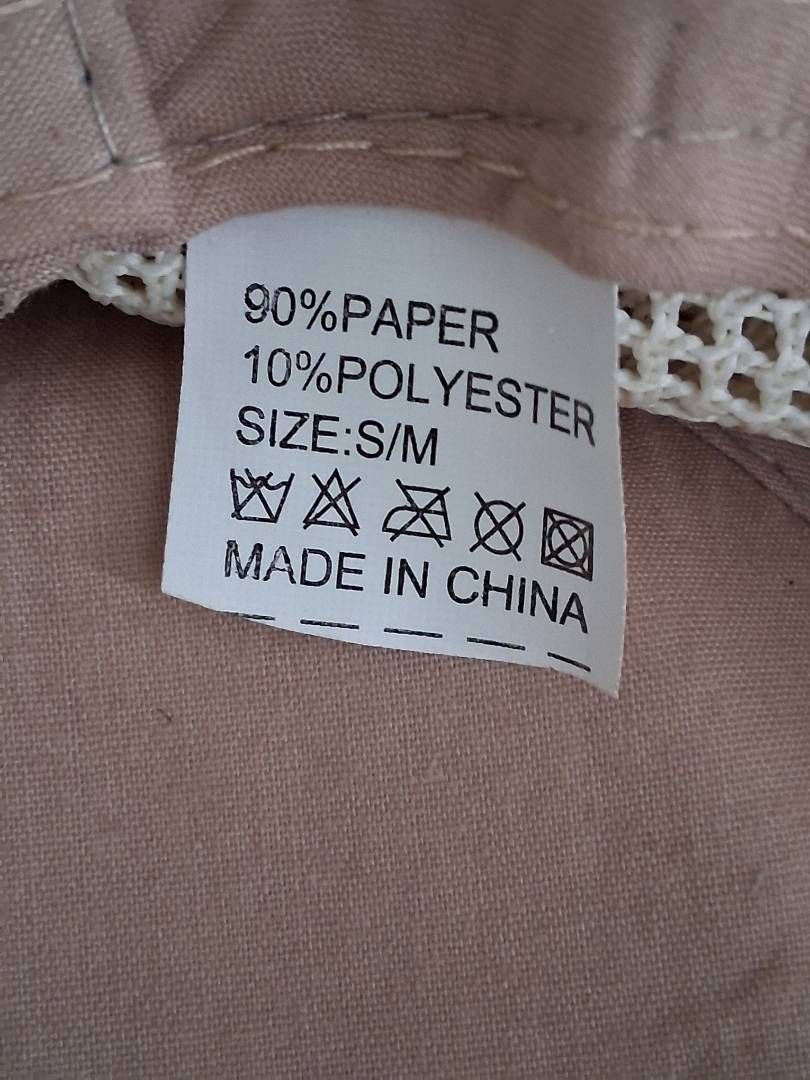 90%PAPER
10%POLYESTER
SIZE:S/M
MADE IN CHINA